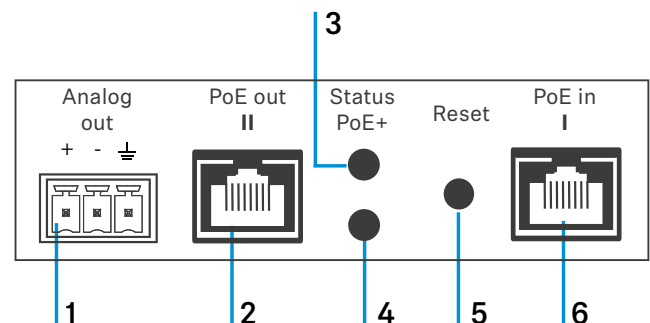 3
Analog
out
+ -
PoE out
II
Status
PoE+
Reset
PoE in
I
1
2
4
5
6